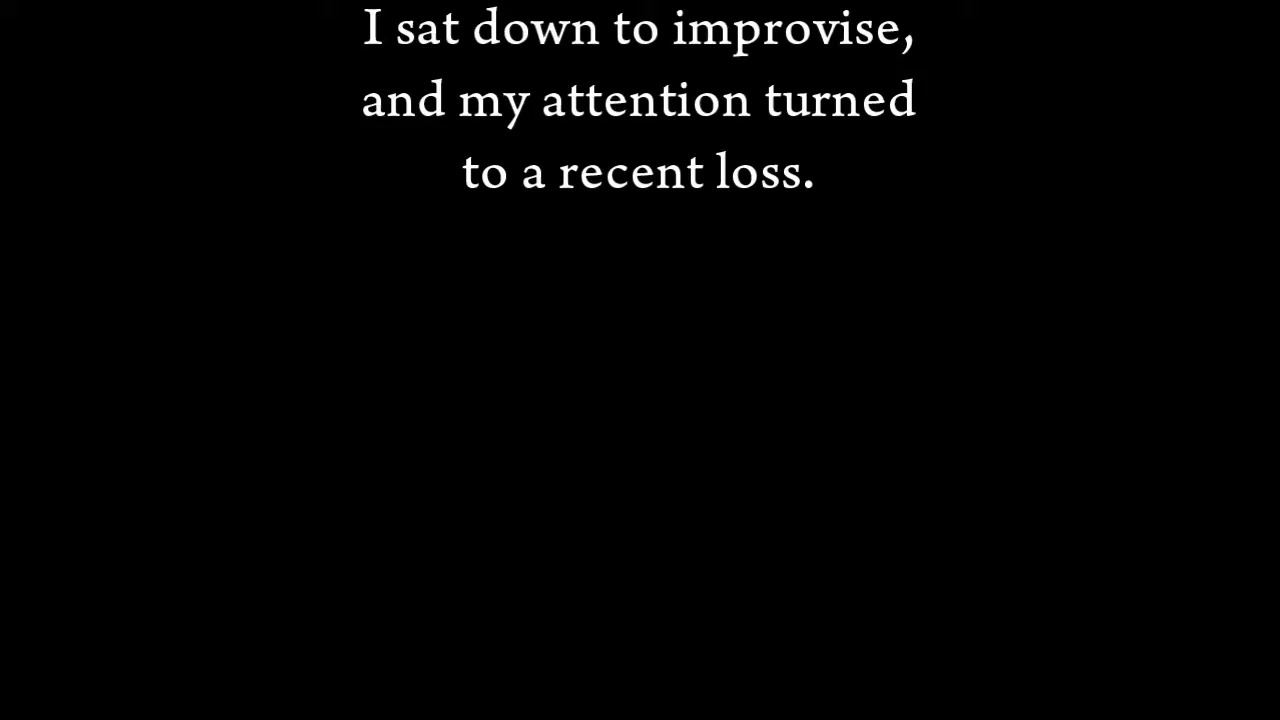 I sat down to improvise,
and my attention turned
to a recent loss.